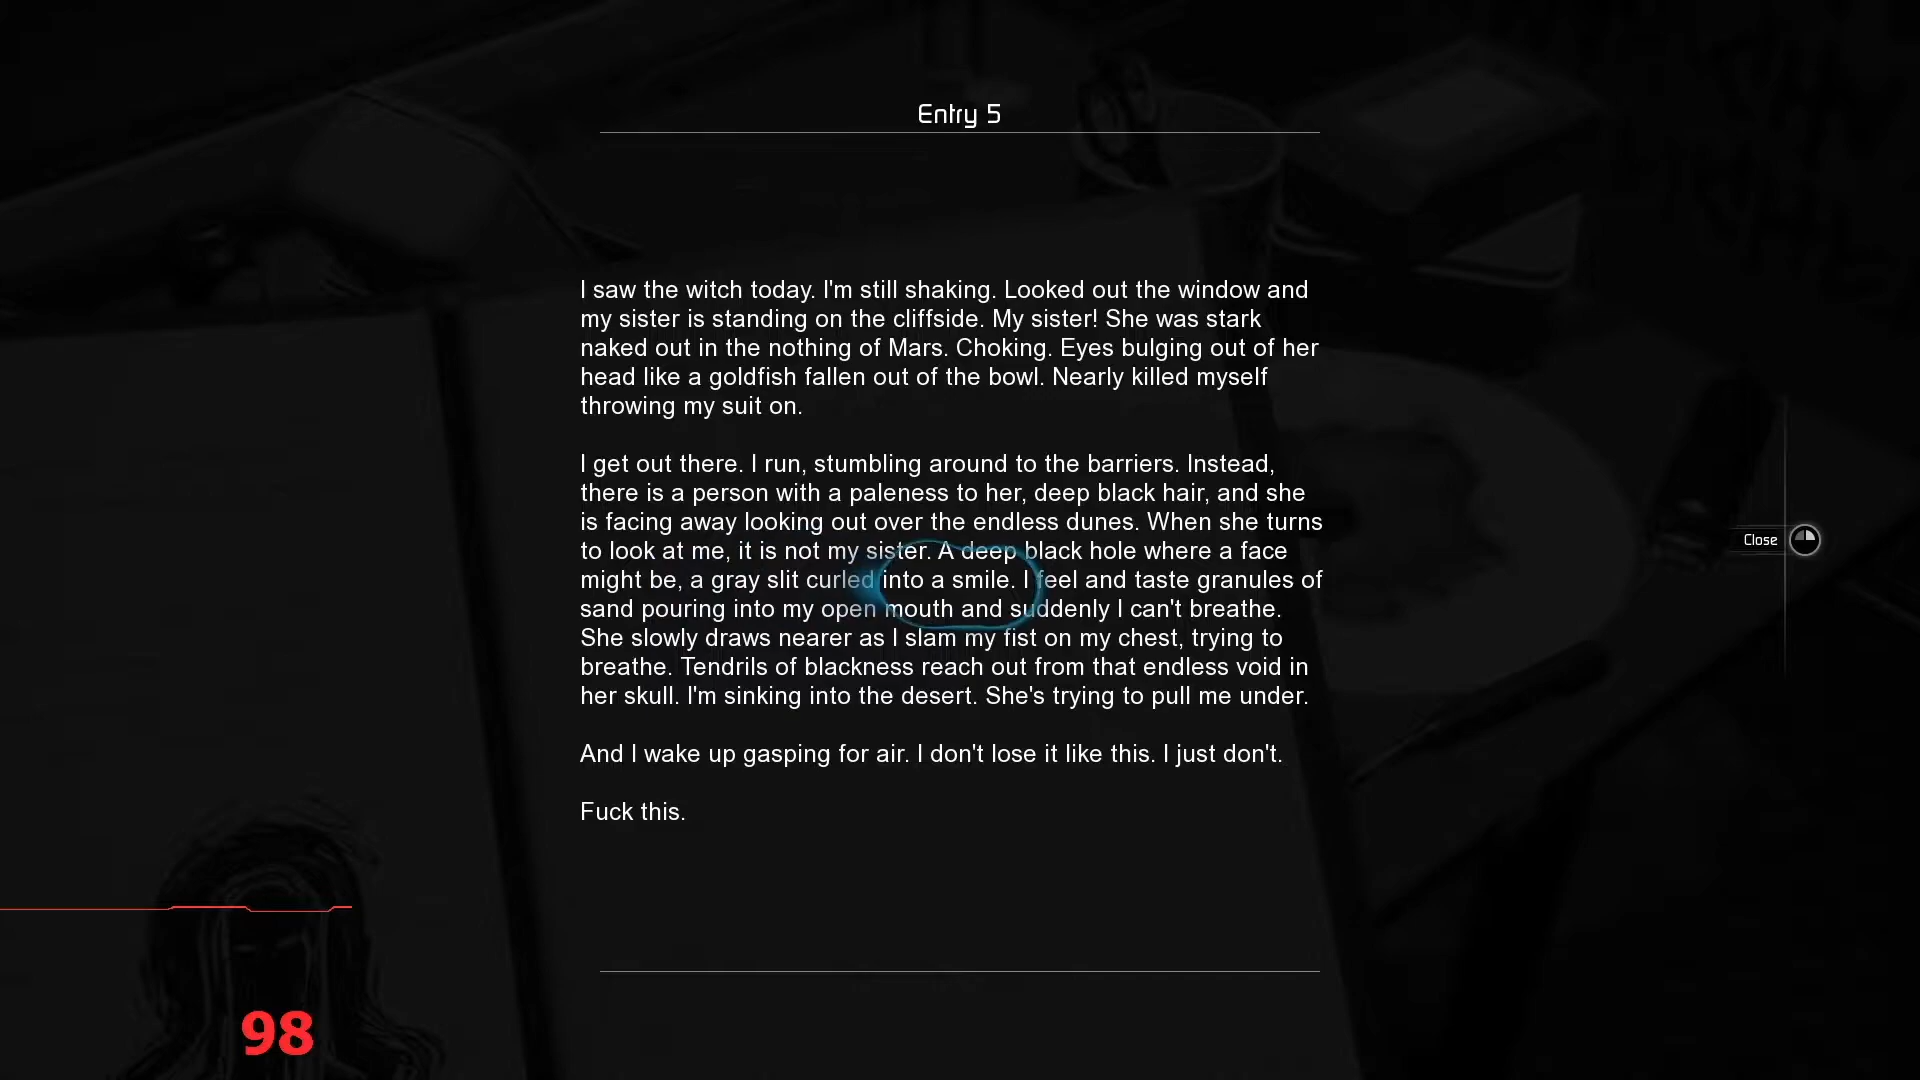 Entry 5
I saw the witch today. I'm still shaking. Looked out the window and
my sister is standing on the cliffside. My sister! She was stark
naked out in the nothing of Mars. Choking. Eyes bulging out of her
head like a goldfish fallen out of the bowl. Nearly killed myself
throwing my suit on.
I get out there. I run, stumbling around to the barriers. Instead,
there is a person with a paleness to her, deep black hair, and she
is facing away looking out over the endless dunes. When she turns
to look at me, it is not my sister. A deep black hole where a face
might be, a gray slit curled into a smile. I feel and taste granules of
sand pouring into my open mouth and suddenly I can't breathe.
She slowly draws nearer as I slam my fist on my chest, trying to
breathe. Tendrils of blackness reach out from that endless void in
her skull. I'm sinking into the desert. She's trying to pull me under.
And I wake up gasping for air. I don't lose it like this. I just don't.
Fuck this.
Close
98